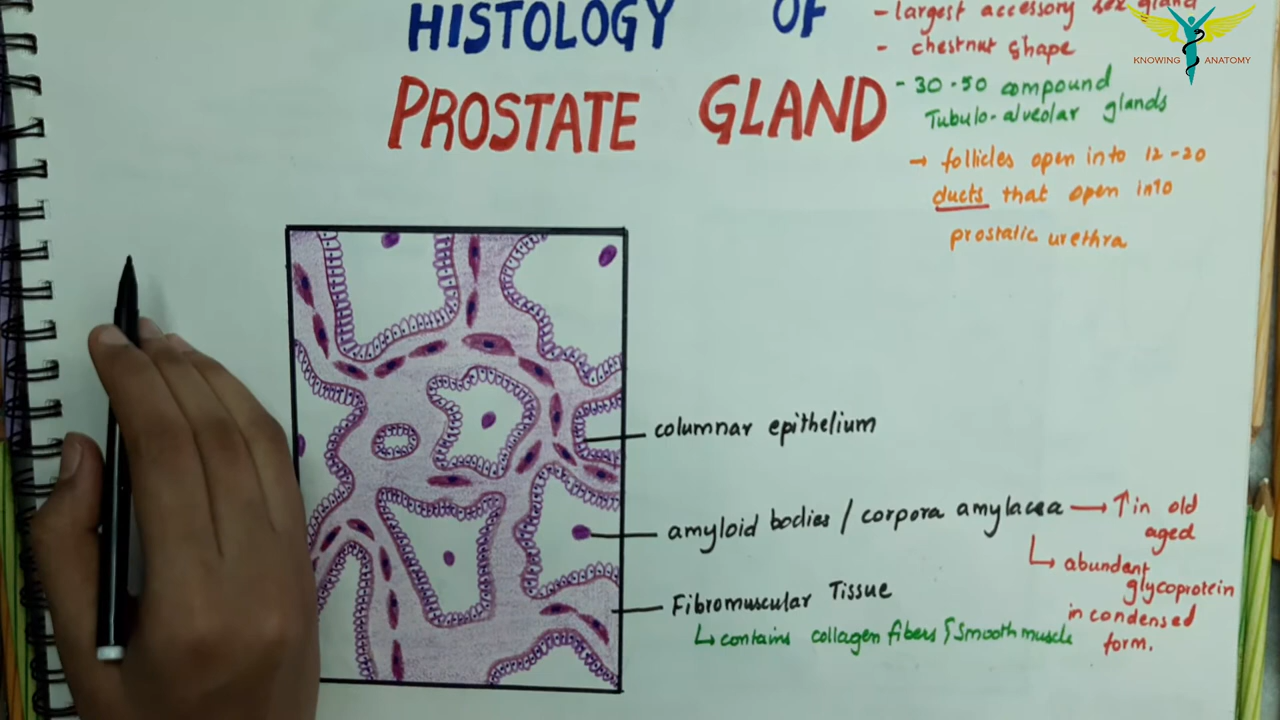 HISTOLOGY OF
PROSTATE GLAND
- largest accessory sex gland
- chestnut shape
- 30-50 compound
Tubulo-alveolar glands
→ follicles open into 12-20
ducts that open into
prostatic urethra
KNOWING ANATOMY
columnar epithelium
amyloid bodies / corpora amylacea → ↑ in old
aged
↳ abundant
glycoprotein
in condensed
form.
Fibromuscular Tissue
↳ contains collagen fibers & Smooth muscle